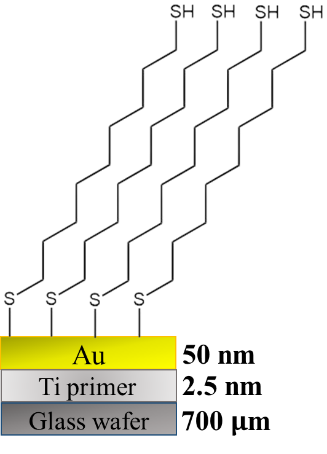 SH SH SH SH
S S S S
Au 50 nm
Ti primer 2.5 nm
Glass wafer 700 μm